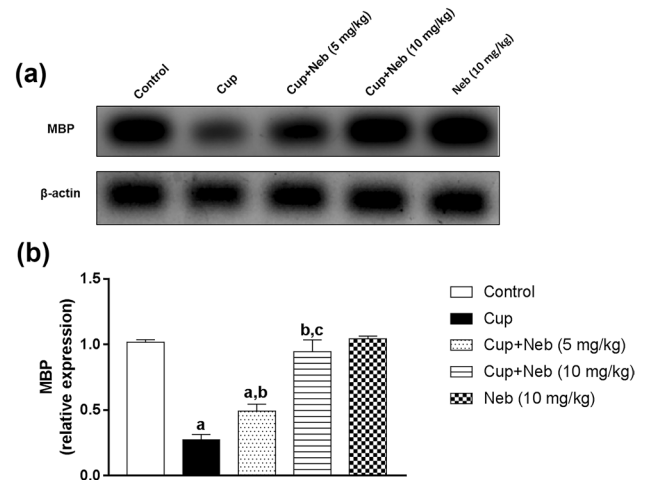 (a)
Control
Cup
Cup+Neb (5 mg/kg)
Cup+Neb (10 mg/kg)
Neb (10 mg/kg)
MBP
β-actin
(b)
MBP
(relative expression)
1.5
1.0
0.5
0.0
a
a,b
b,c
Control
Cup
Cup+Neb (5 mg/kg)
Cup+Neb (10 mg/kg)
Neb (10 mg/kg)